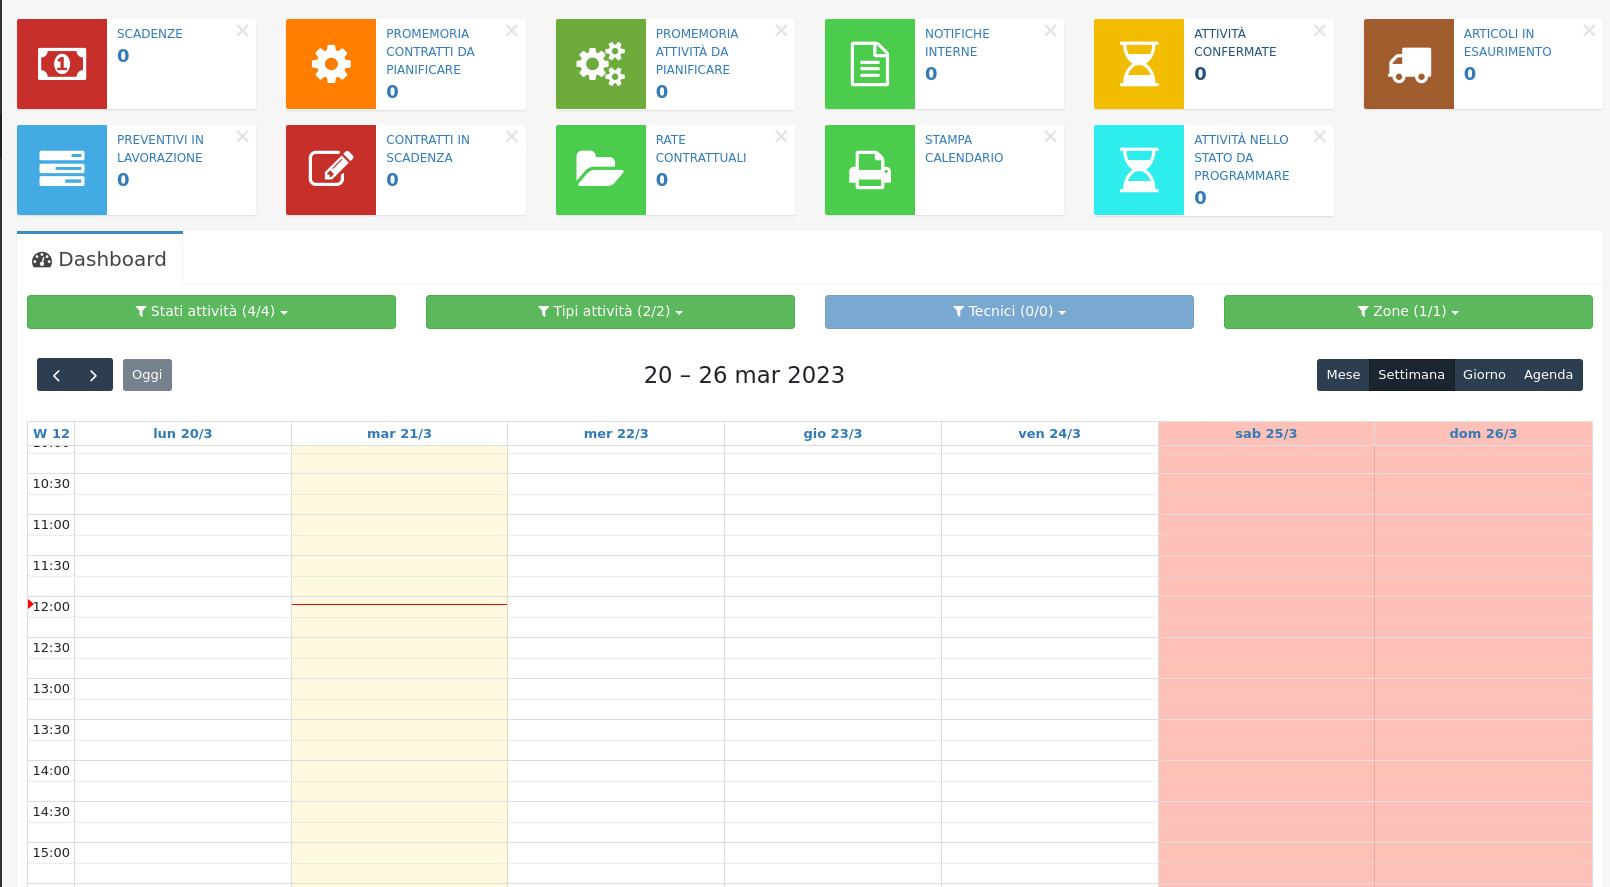 SCADENZE
0
PROMEMORIA
CONTRATTI DA
PIANIFICARE
0
PROMEMORIA
ATTIVITÀ DA
PIANIFICARE
0
NOTIFICHE
INTERNE
0
ATTIVITÀ
CONFERMATE
0
ARTICOLI IN
ESAURIMENTO
0
PREVENTIVI IN
LAVORAZIONE
0
CONTRATTI IN
SCADENZA
0
RATE
CONTRATTUALI
0
STAMPA
CALENDARIO
ATTIVITÀ NELLO
STATO DA
PROGRAMMARE
0
Dashboard
Stati attività (4/4)
Tipi attività (2/2)
Tecnici (0/0)
Zone (1/1)
Oggi
20 – 26 mar 2023
Mese Settimana Giorno Agenda
W 12 lun 20/3 mar 21/3 mer 22/3 gio 23/3 ven 24/3 sab 25/3 dom 26/3
10:30
11:00
11:30
12:00
12:30
13:00
13:30
14:00
14:30
15:00